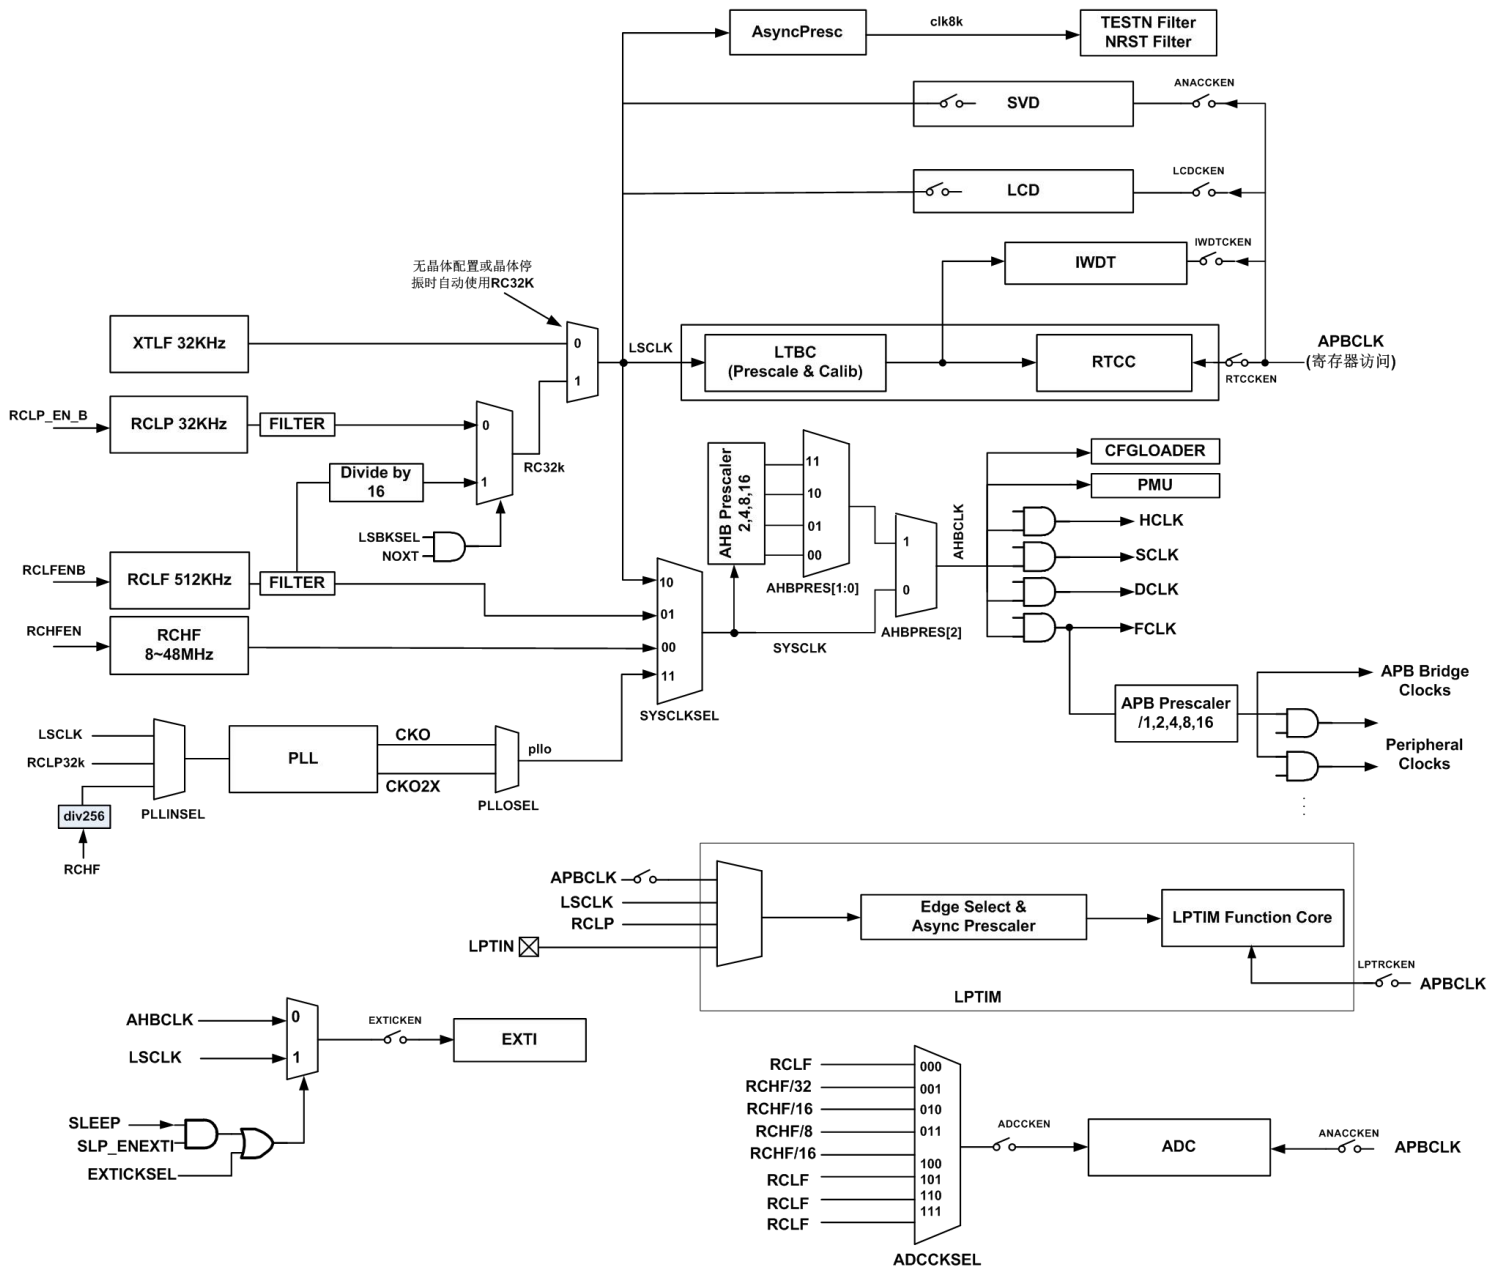 AsyncPresc
clk8k
TESTN Filter
NRST Filter
SVD
ANACCKEN
LCD
LCDCKEN
IWDT
IWDTCKEN
无晶体配置或晶体停
振时自动使用RC32K
XTLF 32KHz
0
1
LSCLK
LTBC
(Prescale & Calib)
RTCC
RTCCKEN
APBCLK
(寄存器访问)
RCLP_EN_B
RCLP 32KHz
FILTER
0
1
RC32k
Divide by
16
LSBKSEL
NOXT
RCLFENB
RCLF 512KHz
FILTER
RCHFEN
RCHF
8~48MHz
10
01
00
11
SYSCLKSEL
AHB Prescaler
2,4,8,16
11
10
01
00
AHBPRES[1:0]
1
0
AHBPRES[2]
SYSCLK
AHBCLK
CFGLOADER
PMU
HCLK
SCLK
DCLK
FCLK
APB Prescaler
/1,2,4,8,16
APB Bridge
Clocks
Peripheral
Clocks
LSCLK
RCLP32k
div256
RCHF
PLLINSEL
PLL
CKO
CKO2X
PLLOSEL
pllo
APBCLK
LSCLK
RCLP
LPTIN
Edge Select &
Async Prescaler
LPTIM Function Core
LPTIM
LPTRCKEN
APBCLK
AHBCLK
LSCLK
0
1
EXTICKEN
EXTI
SLEEP
SLP_ENEXTI
EXTICKSEL
RCLF
RCHF/32
RCHF/16
RCHF/8
RCHF/16
RCLF
RCLF
RCLF
000
001
010
011
100
101
110
111
ADCCKSEL
ADCCKEN
ADC
ANACCKEN
APBCLK